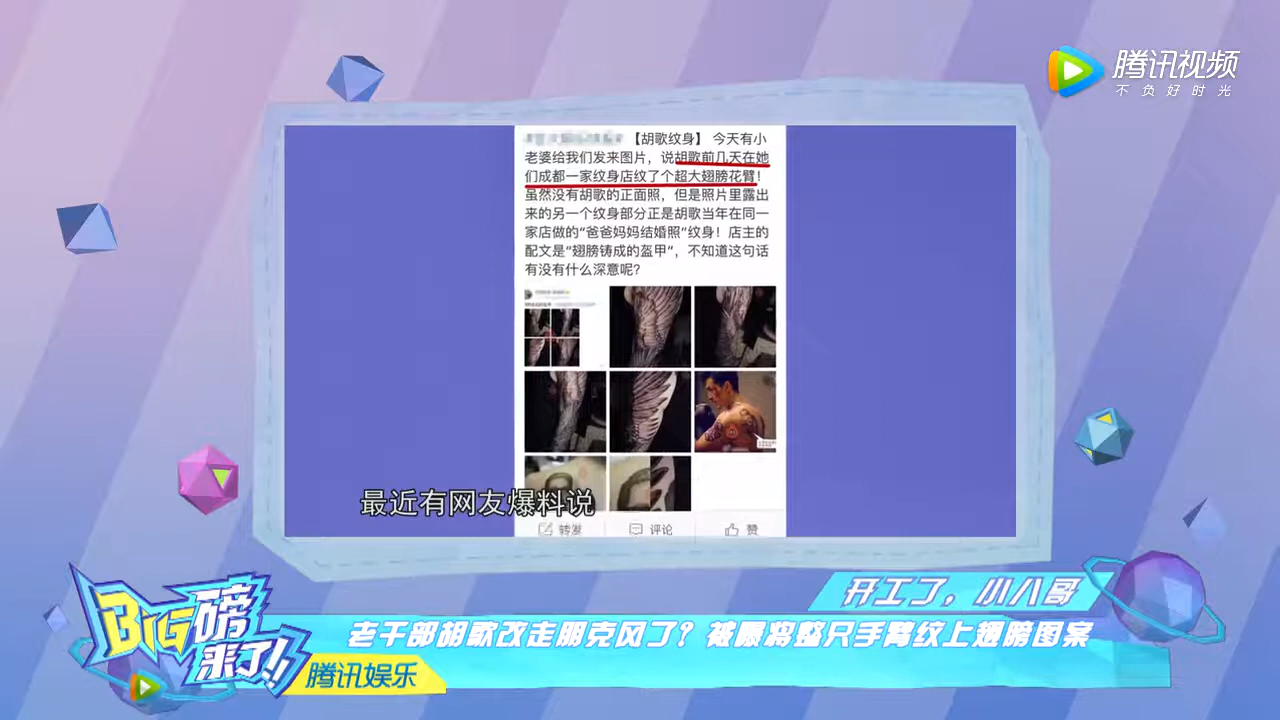 腾讯视频
不负好时光
【胡歌纹身】 今天有小
老婆给我们发来图片，说胡歌前几天在她
们成都一家纹身店纹了个超大翅膀花臂！
虽然没有胡歌的正面照，但是照片里露出
来的另一个纹身部分正是胡歌当年在同一
家店做的“爸爸妈妈结婚照”纹身！店主的
配文是“翅膀铸成的盔甲”，不知道这句话
有没有什么深意呢?
最近有网友爆料说
转发
评论
赞
开工了，小八哥
老干部胡歌改走朋克风了？被曝将整只手臂纹上翅膀图案
BIG磅
来了!!
腾讯娱乐